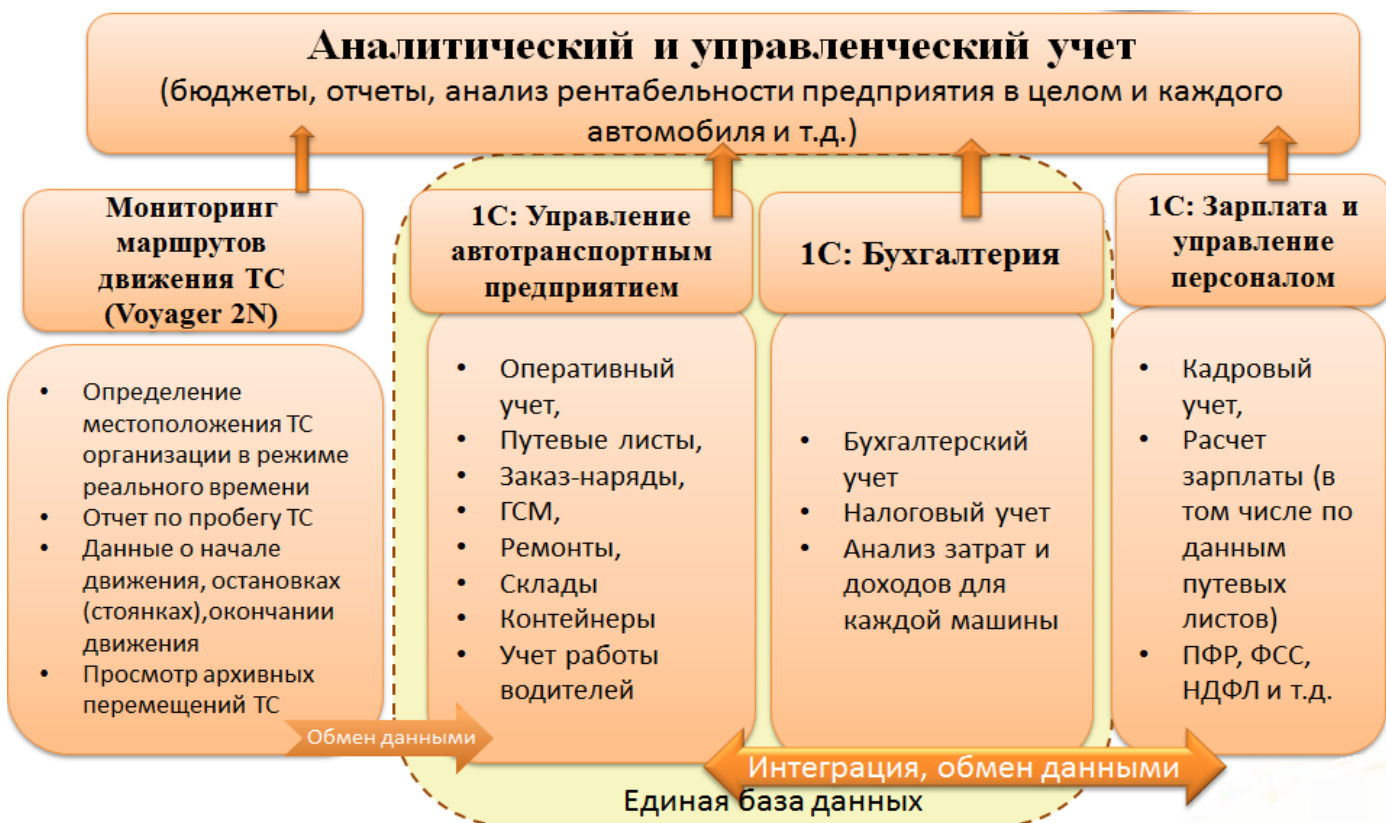 Аналитический и управленческий учет
(бюджеты, отчеты, анализ рентабельности предприятия в целом и каждого
автомобиля и т.д.)
Мониторинг
маршрутов
движения ТС
(Voyager 2N)
• Определение
местоположения ТС
организации в режиме
реального времени
• Отчет по пробегу ТС
• Данные о начале
движения, остановках
(стоянках),окончании
движения
• Просмотр архивных
перемещений ТС
Обмен данными
1С: Управление
автотранспортным
предприятием
• Оперативный
учет,
• Путевые листы,
• Заказ-наряды,
• ГСМ,
• Ремонты,
• Склады
• Контейнеры
• Учет работы
водителей
1С: Бухгалтерия
• Бухгалтерский
учет
• Налоговый учет
• Анализ затрат и
доходов для
каждой машины
1С: Зарплата и
управление
персоналом
• Кадровый
учет,
• Расчет
зарплаты (в
том числе по
данным
путевых
листов)
• ПФР, ФСС,
НДФЛ и т.д.
Интеграция, обмен данными
Единая база данных